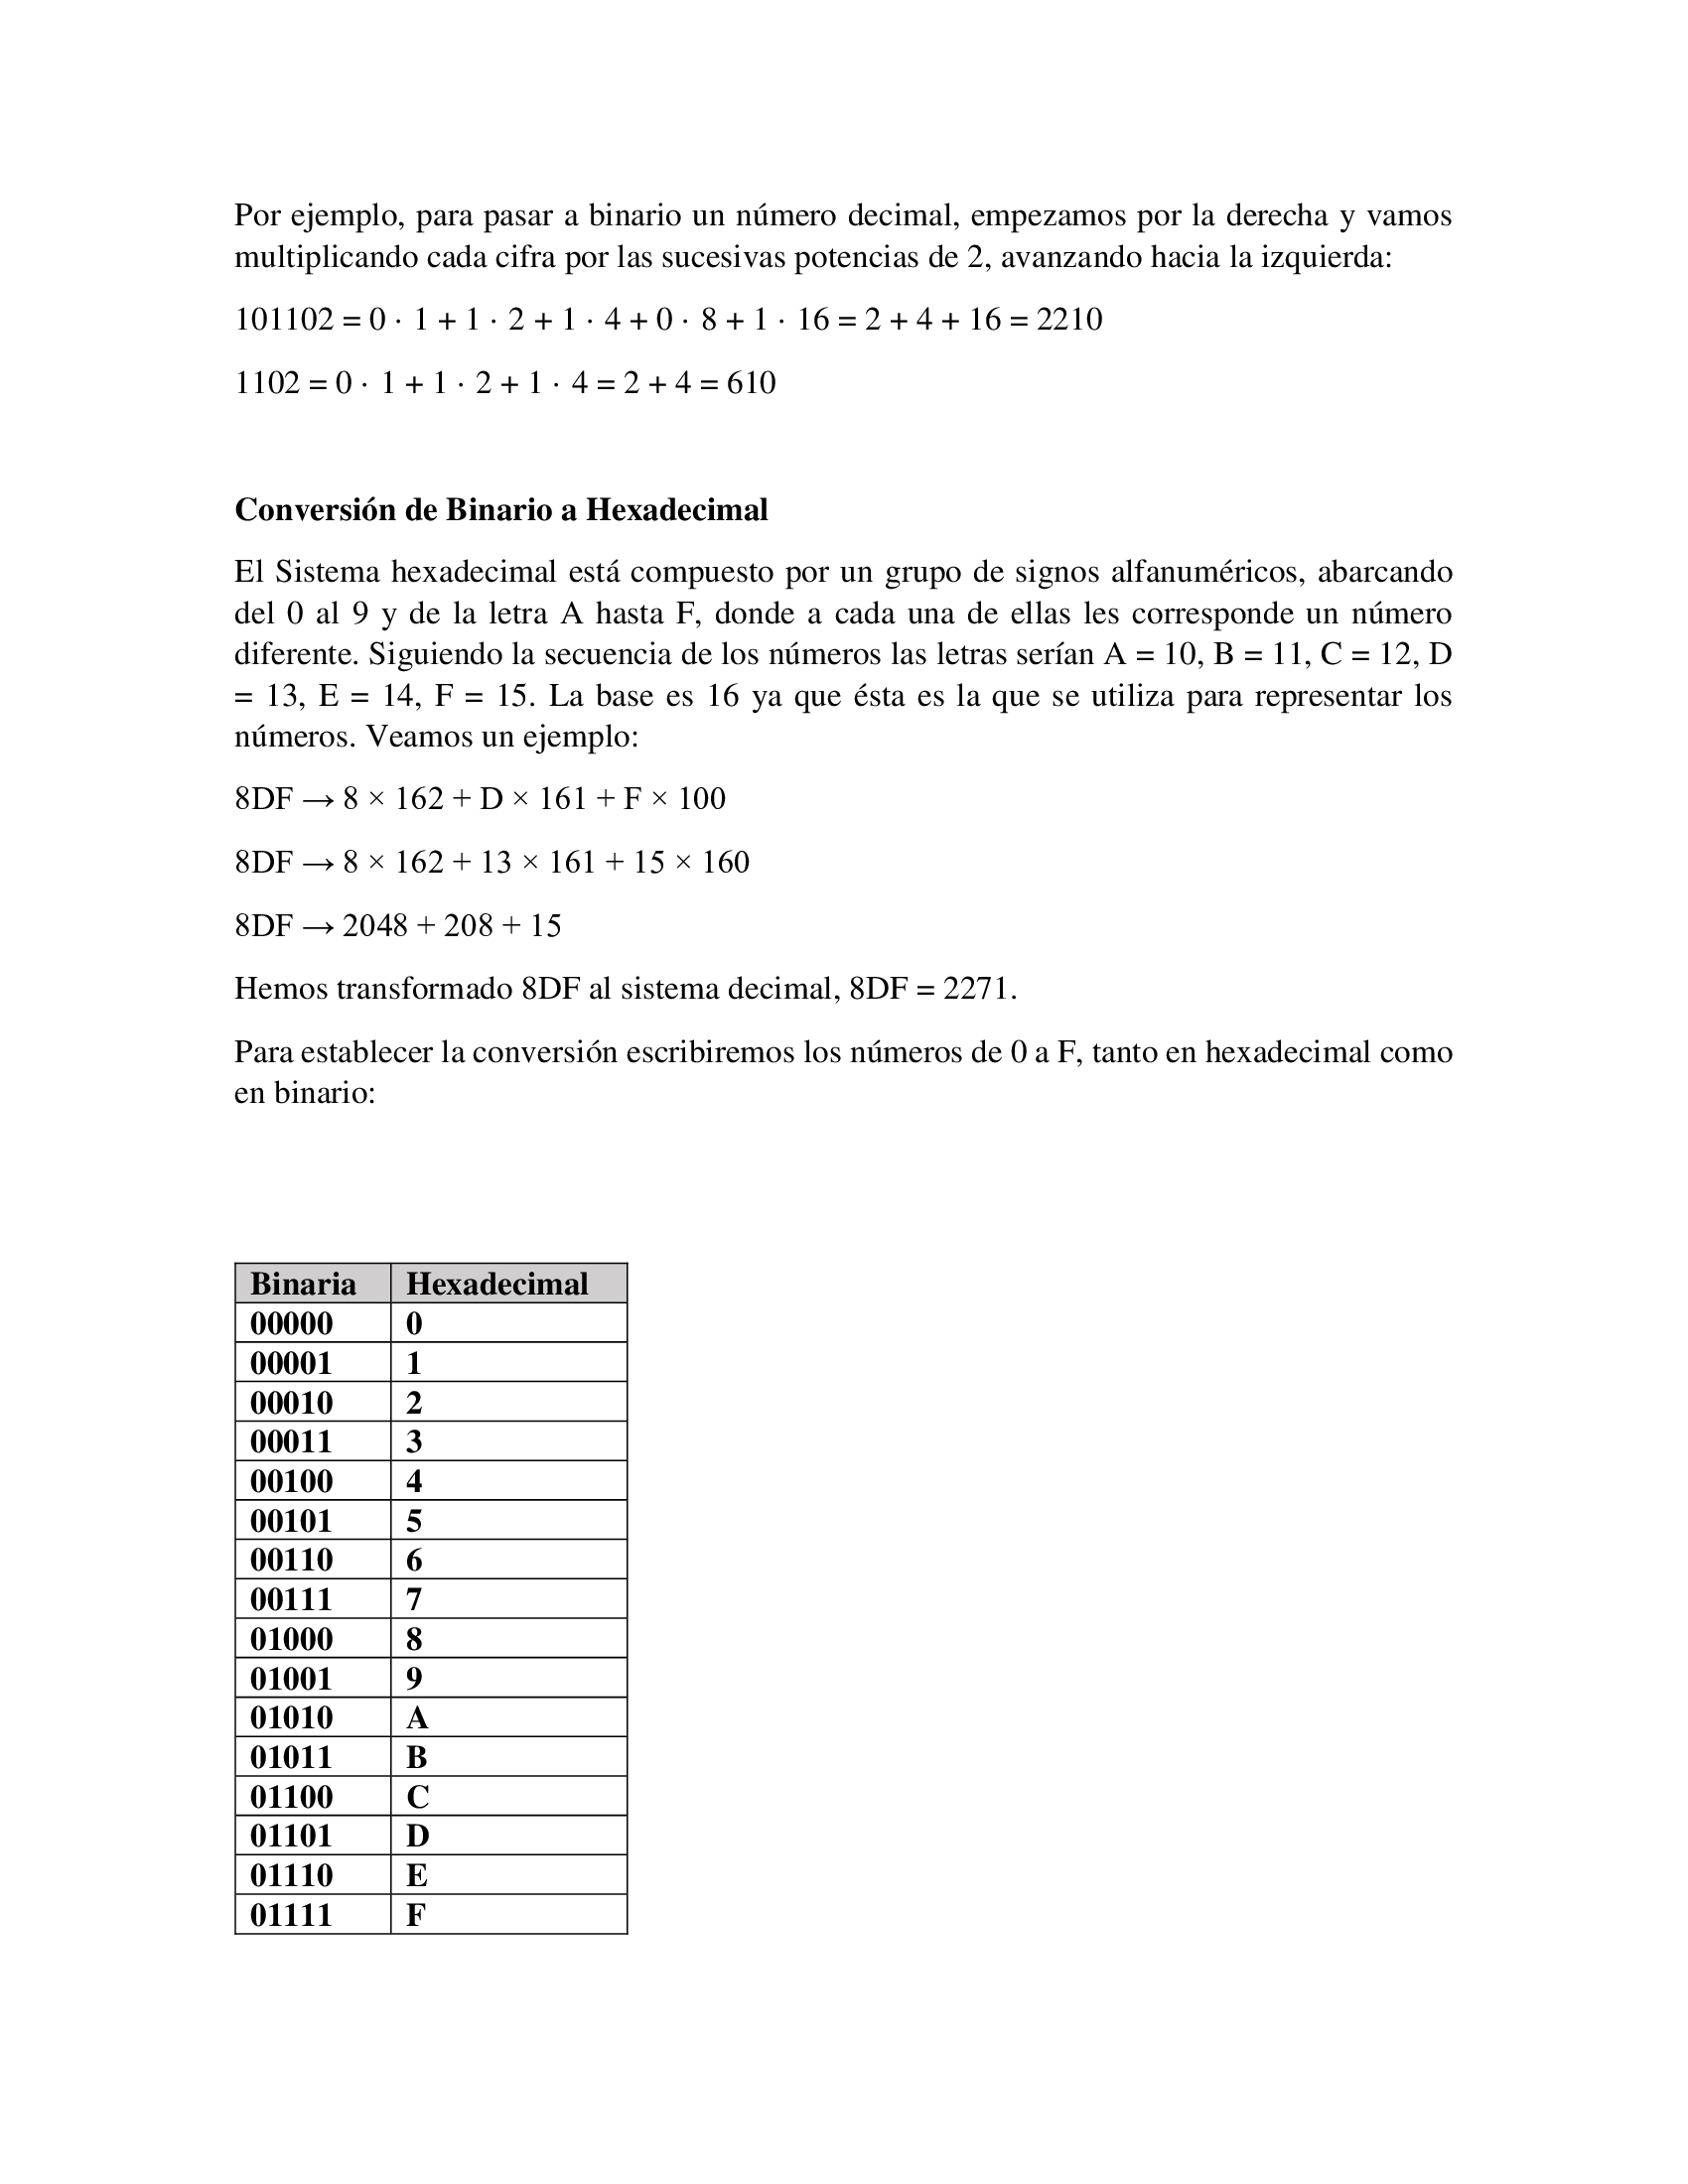 Por ejemplo, para pasar a binario un número decimal, empezamos por la derecha y vamos
multiplicando cada cifra por las sucesivas potencias de 2, avanzando hacia la izquierda:
101102 = 0 · 1 + 1 · 2 + 1 · 4 + 0 · 8 + 1 · 16 = 2 + 4 + 16 = 2210
1102 = 0 · 1 + 1 · 2 + 1 · 4 = 2 + 4 = 610
Conversión de Binario a Hexadecimal
El Sistema hexadecimal está compuesto por un grupo de signos alfanuméricos, abarcando
del 0 al 9 y de la letra A hasta F, donde a cada una de ellas les corresponde un número
diferente. Siguiendo la secuencia de los números las letras serían A = 10, B = 11, C = 12, D
= 13, E = 14, F = 15. La base es 16 ya que ésta es la que se utiliza para representar los
números. Veamos un ejemplo:
8DF → 8 × 162 + D × 161 + F × 100
8DF → 8 × 162 + 13 × 161 + 15 × 160
8DF → 2048 + 208 + 15
Hemos transformado 8DF al sistema decimal, 8DF = 2271.
Para establecer la conversión escribiremos los números de 0 a F, tanto en hexadecimal como
en binario:
Binaria Hexadecimal
00000 0
00001 1
00010 2
00011 3
00100 4
00101 5
00110 6
00111 7
01000 8
01001 9
01010 A
01011 B
01100 C
01101 D
01110 E
01111 F